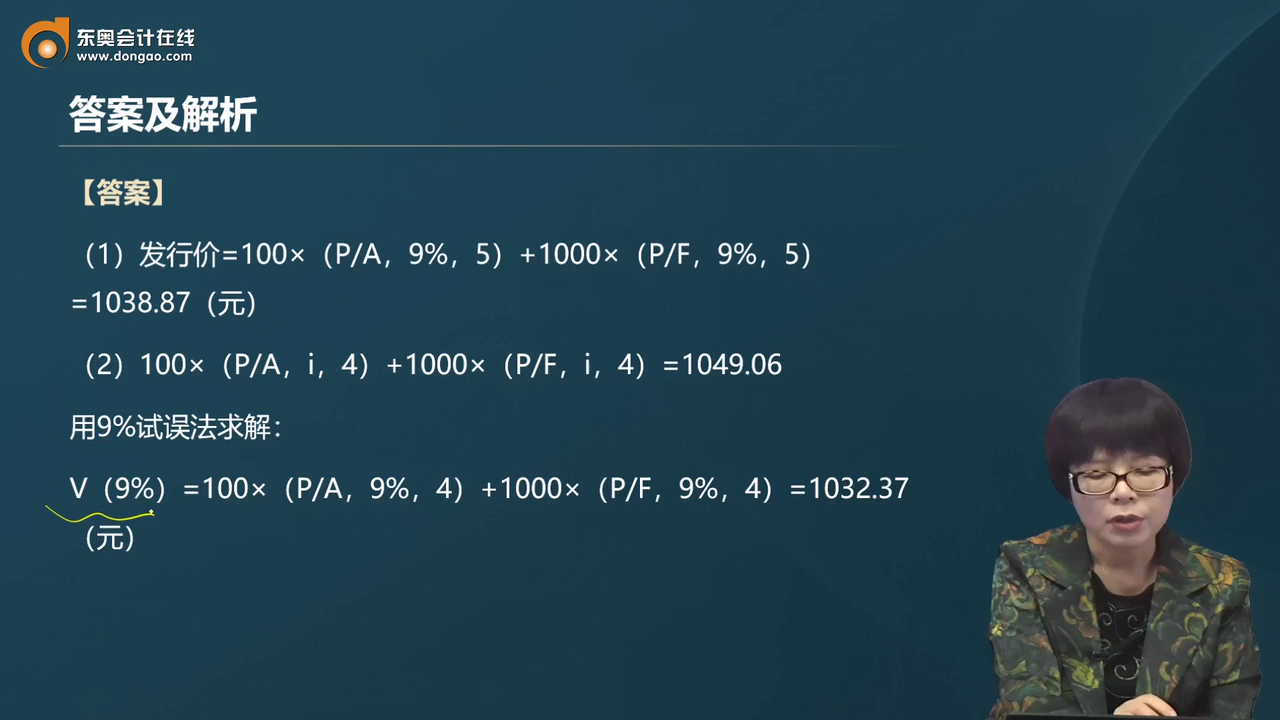 东奥会计在线
www.dongao.com
答案及解析
【答案】
（1）发行价=100×（P/A，9%，5）+1000×（P/F，9%，5）
=1038.87（元）
（2）100×（P/A，i，4）+1000×（P/F，i，4）=1049.06
用9%试误法求解：
V（9%）=100×（P/A，9%，4）+1000×（P/F，9%，4）=1032.37
（元）